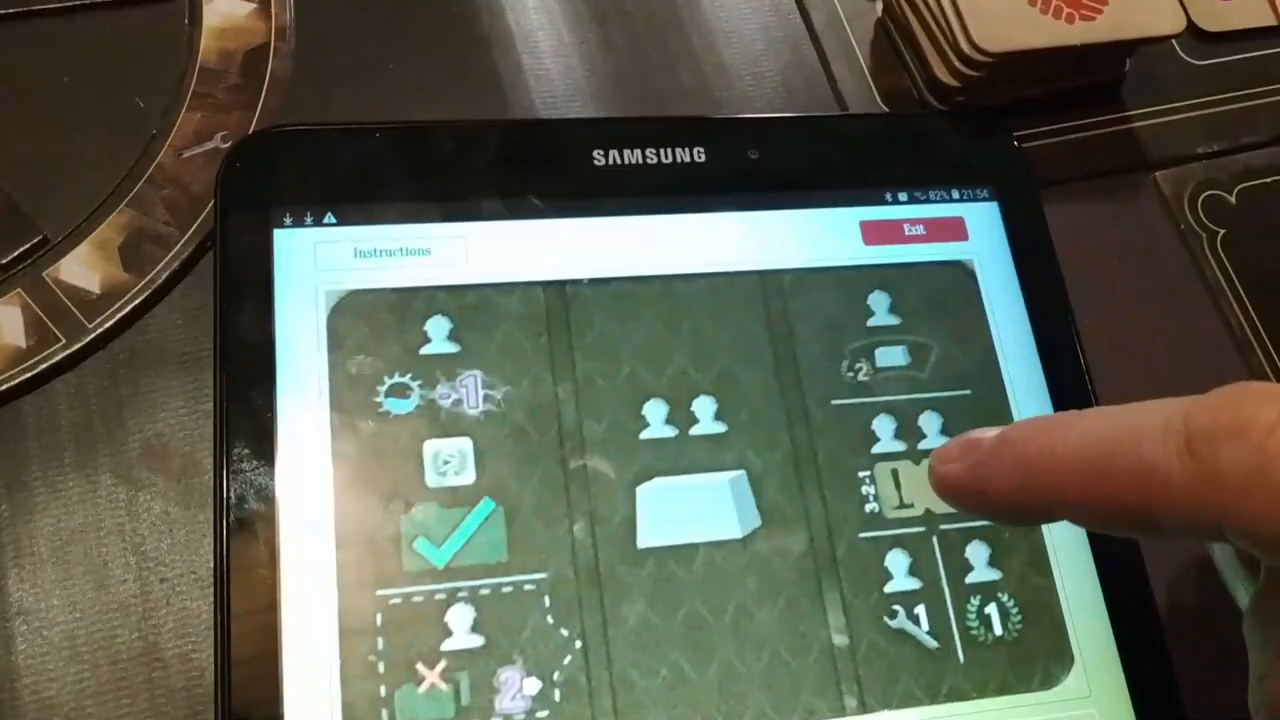 SAMSUNG
82% 21:54
Instructions
Exit
-1
-2
3-2-1
1
1
2